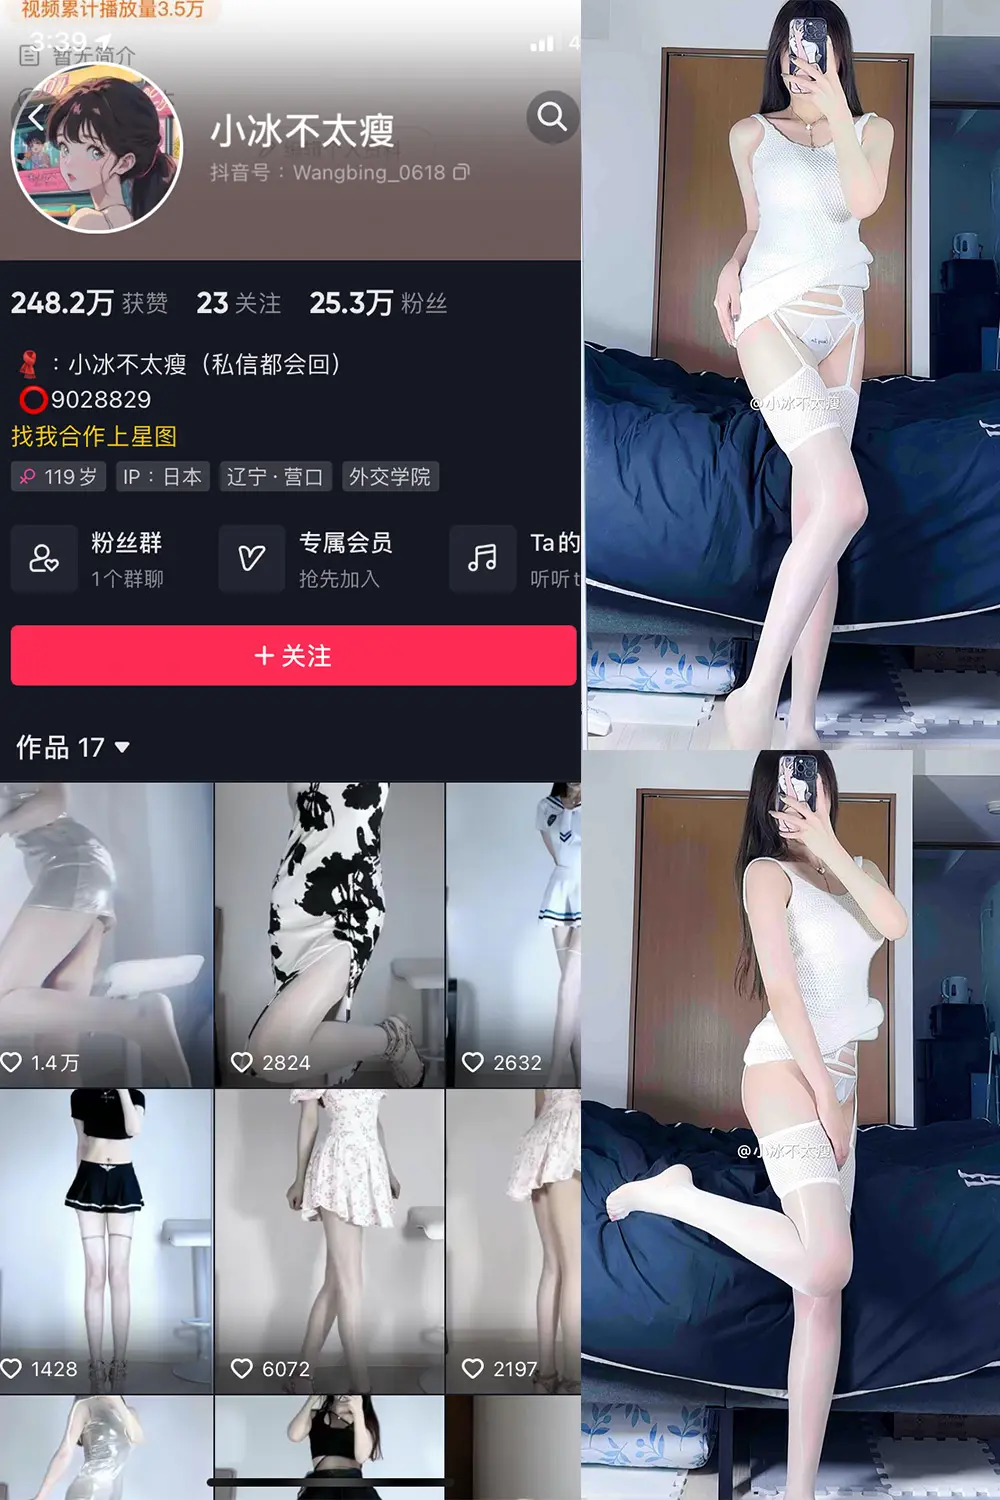 视频累计播放量3.5万
3:39
4
暂无简介
小冰不太瘦
抖音号：Wangbing_0618
248.2万 获赞 23 关注 25.3万 粉丝
：小冰不太瘦（私信都会回）
9028829
找我合作上星图
119岁 IP：日本 辽宁·营口 外交学院
粉丝群 专属会员 Ta的
1个群聊 抢先加入 听听t
+ 关注
作品 17
1.4万 2824 2632
1428 6072 2197
@小冰不太瘦
@小冰不太瘦